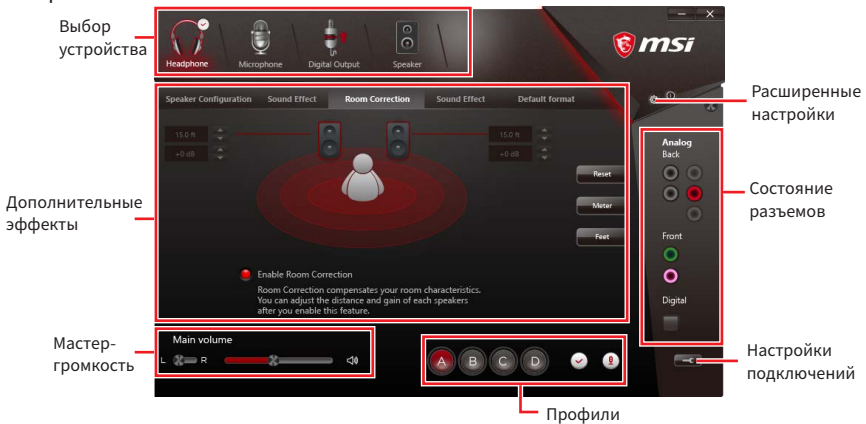 Выбор
устройства
Headphone
Microphone
Digital Output
Speaker
msi
Расширенные
настройки
Speaker Configuration
Sound Effect
Room Correction
Sound Effect
Default format
15.0 ft
+0 dB
15.0 ft
+0 dB
Reset
Meter
Feet
Дополнительные
эффекты
Enable Room Correction
Room Correction compensates your room characteristics.
You can adjust the distance and gain of each speakers
after you enable this feature.
Analog
Back
Front
Digital
Состояние
разъемов
Мастер-
громкость
Main volume
L R
A B C D
Настройки
подключений
Профили